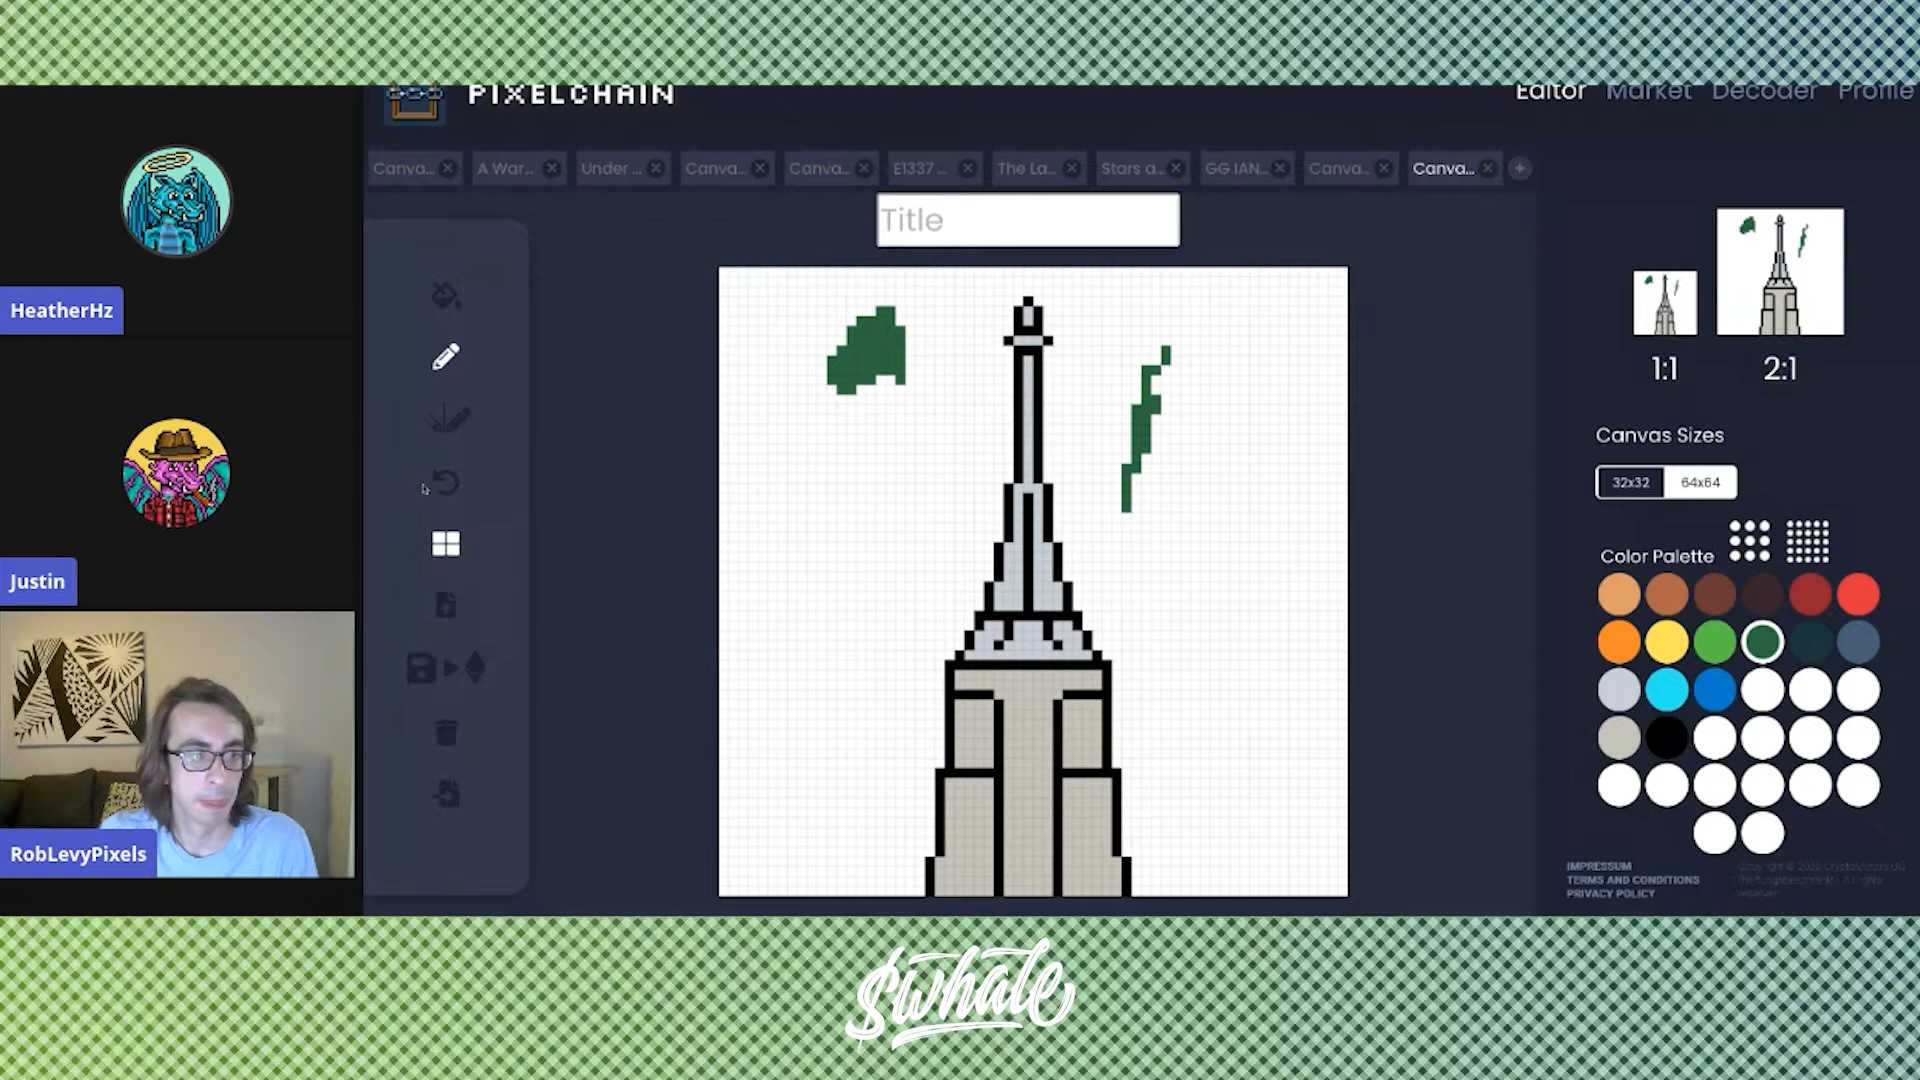 PIXELCHAIN
Editor Market Decoder Profile
Canva... A War... Under ... Canva... Canva... E1337 ... The La... Stars a... GG IAN... Canva... Canva...
Title
HeatherHz
1:1 2:1
Canvas Sizes
32x32 64x64
Color Palette
Justin
RobLevyPixels
IMPRESSUM
TERMS AND CONDITIONS
PRIVACY POLICY
$whale